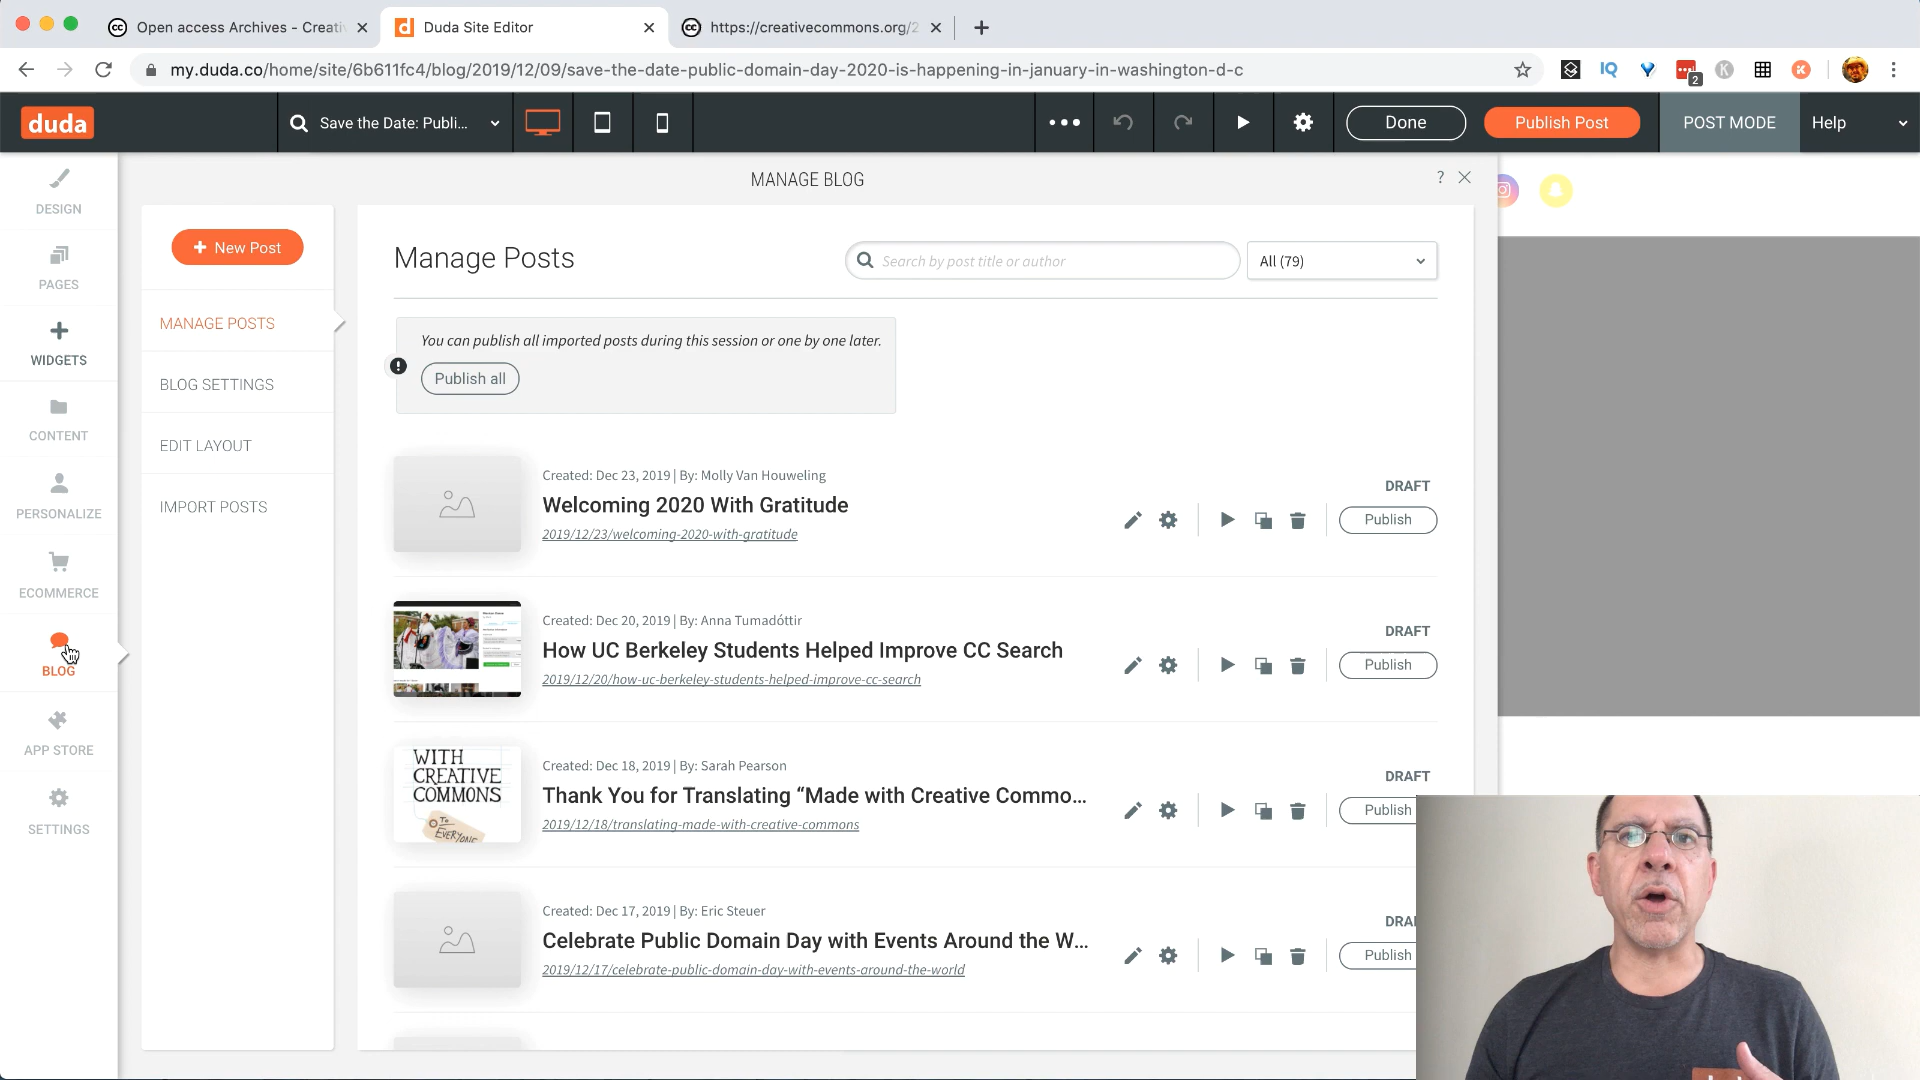 Open access Archives - Creati
Duda Site Editor
https://creativecommons.org/2
my.duda.co/home/site/6b611fc4/blog/2019/12/09/save-the-date-public-domain-day-2020-is-happening-in-january-in-washington-d-c
IQ
2
K
K
duda
Save the Date: Publi...
Done
Publish Post
POST MODE
Help
DESIGN
PAGES
WIDGETS
CONTENT
PERSONALIZE
ECOMMERCE
BLOG
APP STORE
SETTINGS
MANAGE BLOG
?
+ New Post
MANAGE POSTS
BLOG SETTINGS
EDIT LAYOUT
IMPORT POSTS
Manage Posts
Search by post title or author
All (79)
You can publish all imported posts during this session or one by one later.
Publish all
Created: Dec 23, 2019 | By: Molly Van Houweling
Welcoming 2020 With Gratitude
2019/12/23/welcoming-2020-with-gratitude
DRAFT
Publish
Created: Dec 20, 2019 | By: Anna Tumadóttir
How UC Berkeley Students Helped Improve CC Search
2019/12/20/how-uc-berkeley-students-helped-improve-cc-search
DRAFT
Publish
WITH
CREATIVE
COMMONS
TO
EVERYONE
Created: Dec 18, 2019 | By: Sarah Pearson
Thank You for Translating “Made with Creative Commo...
2019/12/18/translating-made-with-creative-commons
DRAFT
Publish
Created: Dec 17, 2019 | By: Eric Steuer
Celebrate Public Domain Day with Events Around the W...
2019/12/17/celebrate-public-domain-day-with-events-around-the-world
DRA
Publish